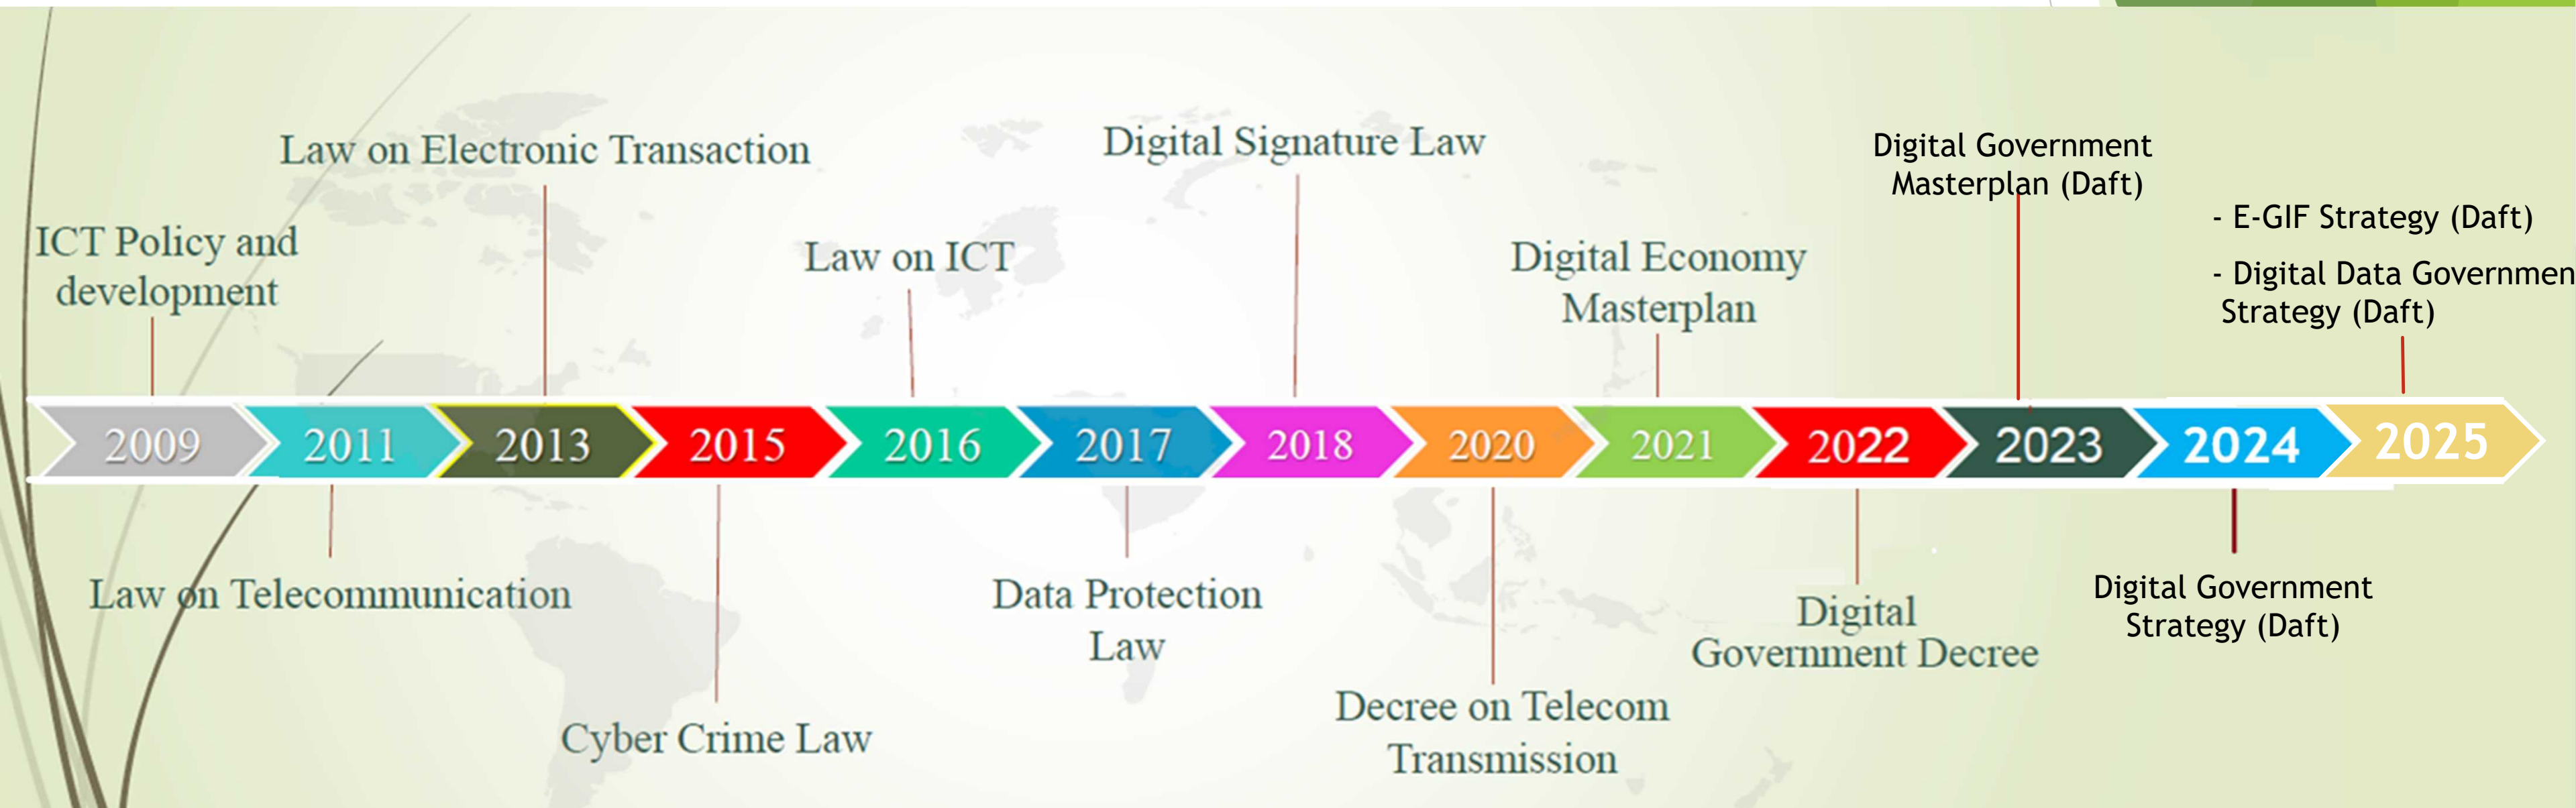 Law on Electronic Transaction
Digital Signature Law
Digital Government
Masterplan (Daft)
ICT Policy and
development
Law on ICT
Digital Economy
Masterplan
- E-GIF Strategy (Daft)
- Digital Data Governmen
Strategy (Daft)
2009
2011
2013
2015
2016
2017
2018
2020
2021
2022
2023
2024
2025
Law on Telecommunication
Cyber Crime Law
Data Protection
Law
Decree on Telecom
Transmission
Digital
Government Decree
Digital Government
Strategy (Daft)